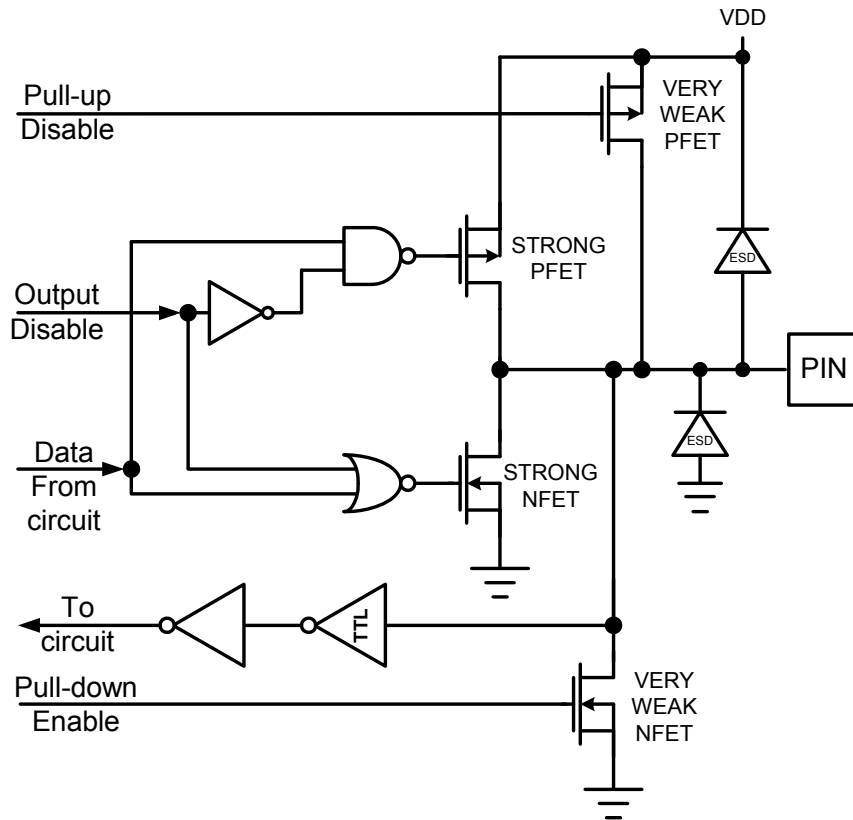 VDD
Pull-up
Disable
VERY
WEAK
PFET
STRONG
PFET
ESD
Output
Disable
PIN
ESD
Data
From
circuit
STRONG
NFET
To
circuit
TTL
Pull-down
Enable
VERY
WEAK
NFET